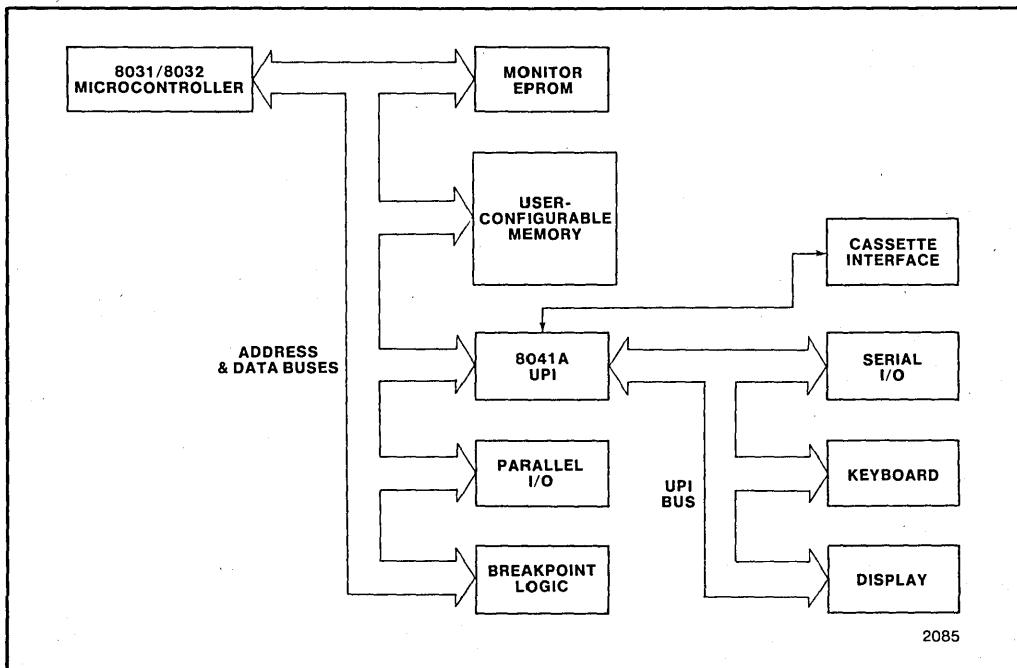 8031/8032
MICROCONTROLLER
MONITOR
EPROM
USER-
CONFIGURABLE
MEMORY
CASSETTE
INTERFACE
ADDRESS
& DATA BUSES
8041A
UPI
SERIAL
I/O
PARALLEL
I/O
UPI
BUS
KEYBOARD
BREAKPOINT
LOGIC
DISPLAY
2085